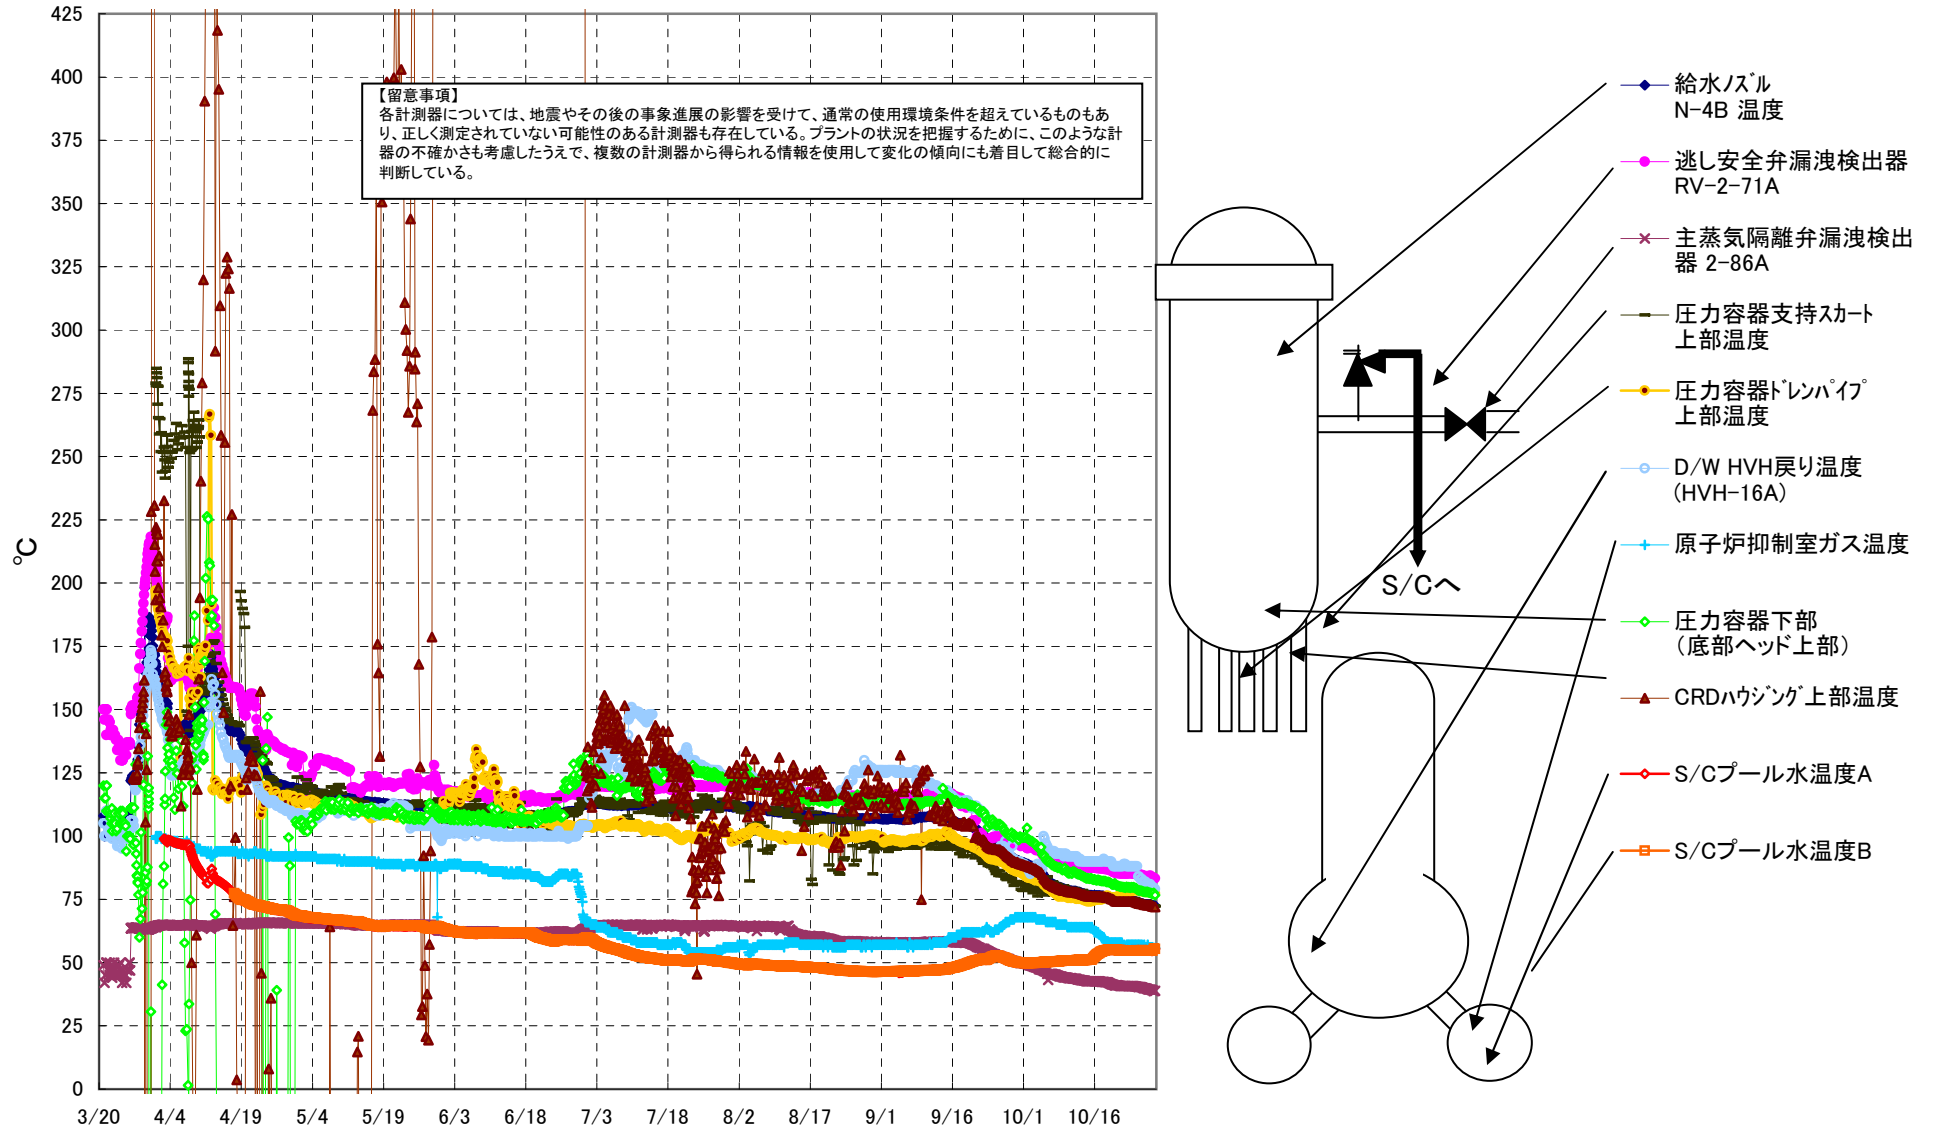 425
400
375
350
325
300
275
250
225
200
175
150
125
100
75
50
25
0
℃
3/20
4/4
4/19
5/4
5/19
6/3
6/18
7/3
7/18
8/2
8/17
9/1
9/16
10/1
10/16
【留意事項】
各計測器については、地震やその後の事象進展の影響を受けて、通常の使用環境条件を超えているものもあ
り、正しく測定されていない可能性のある計測器も存在している。プラントの状況を把握するために、このような計
器の不確かさも考慮したうえで、複数の計測器から得られる情報を使用して変化の傾向にも着目して総合的に
判断している。
S/Cへ
給水ノズル
N-4B 温度
逃し安全弁漏洩検出器
RV-2-71A
主蒸気隔離弁漏洩検出
器 2-86A
圧力容器支持スカート
上部温度
圧力容器ドレンパイプ
上部温度
D/W HVH戻り温度
(HVH-16A)
原子炉抑制室ガス温度
圧力容器下部
（底部ヘッド上部）
CRDハウジング上部温度
S/Cプール水温度A
S/Cプール水温度B